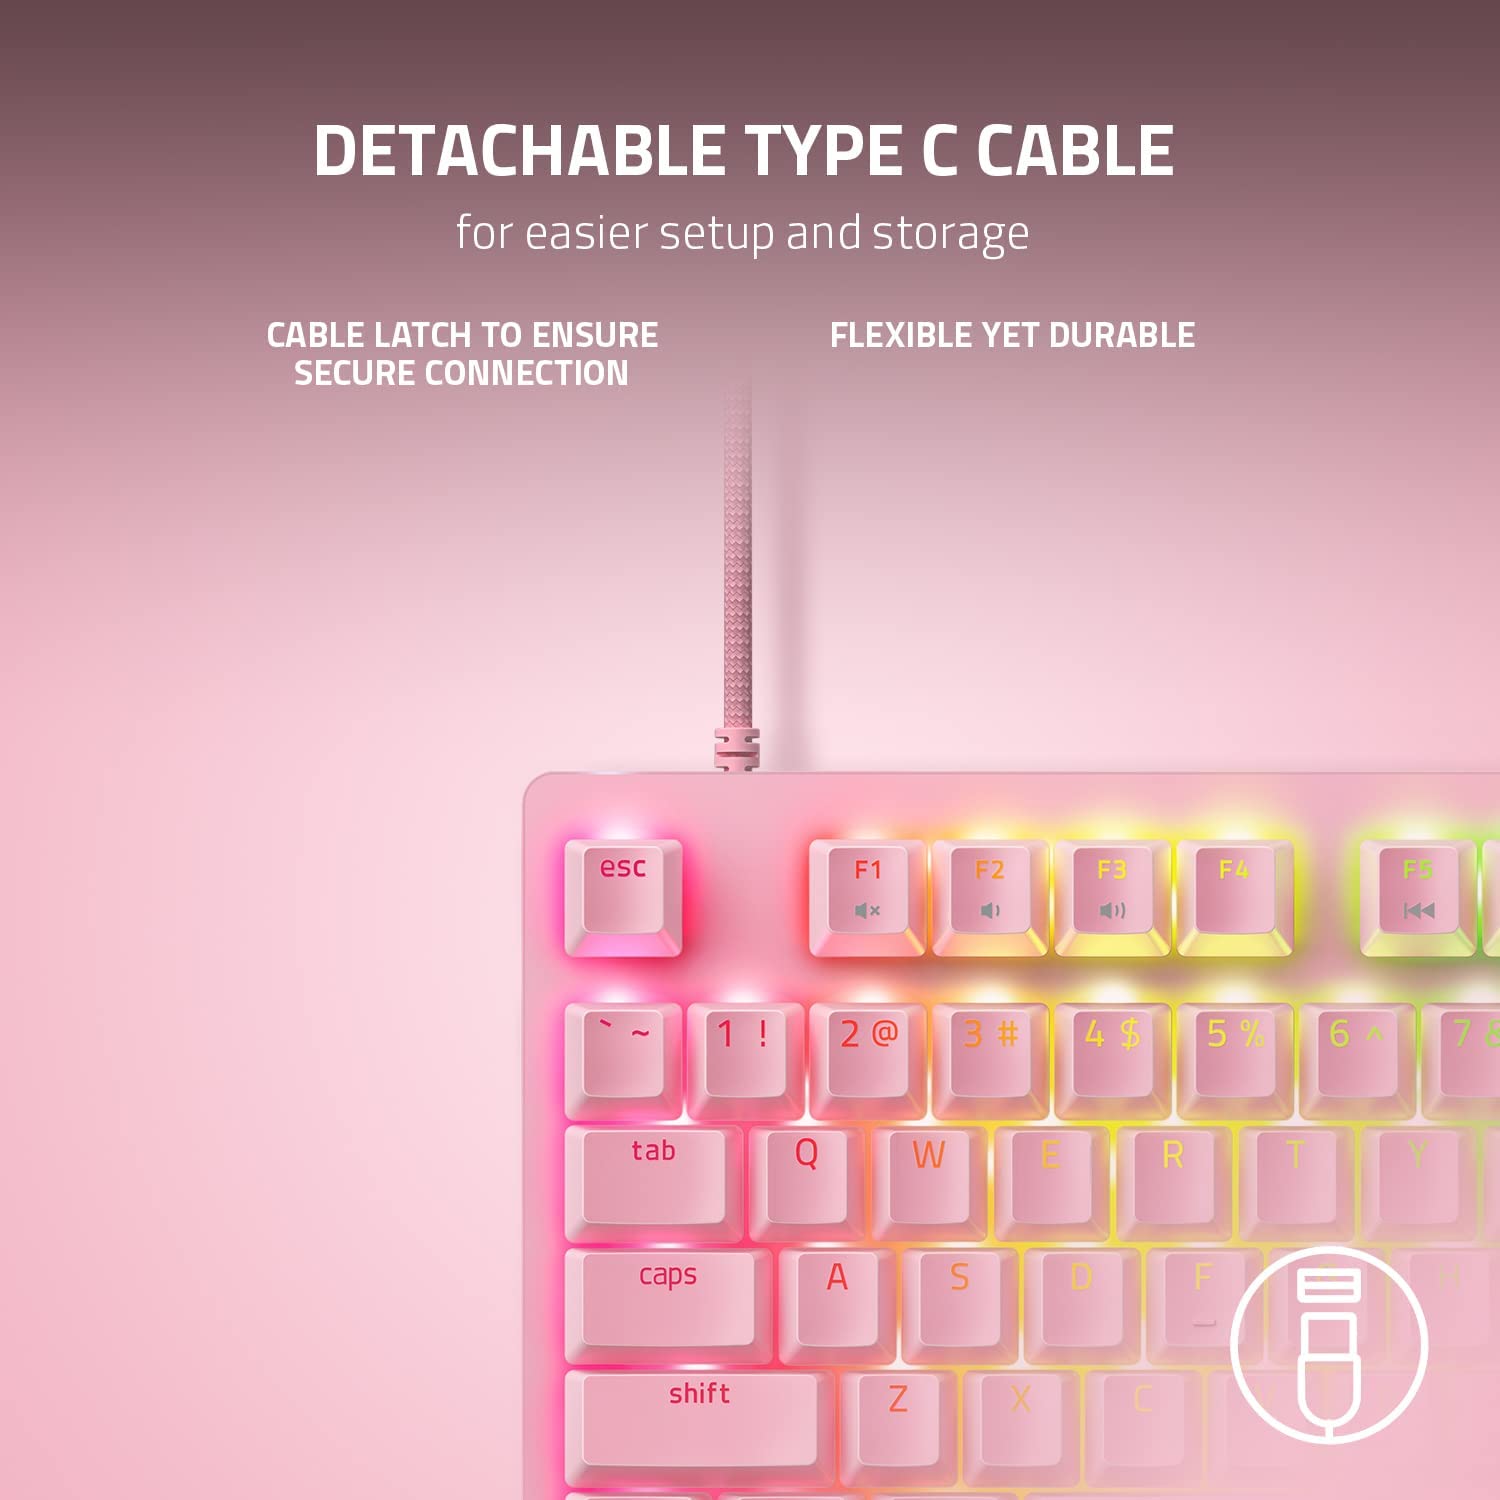 DETACHABLE TYPE C CABLE
for easier setup and storage
CABLE LATCH TO ENSURE
SECURE CONNECTION
FLEXIBLE YET DURABLE
esc F1 F2 F3 F4 F5
` ~ 1 ! 2 @ 3 # 4 $ 5 % 6 ^ 7 &
tab Q W E R T Y
caps A S D F H
shift Z X C